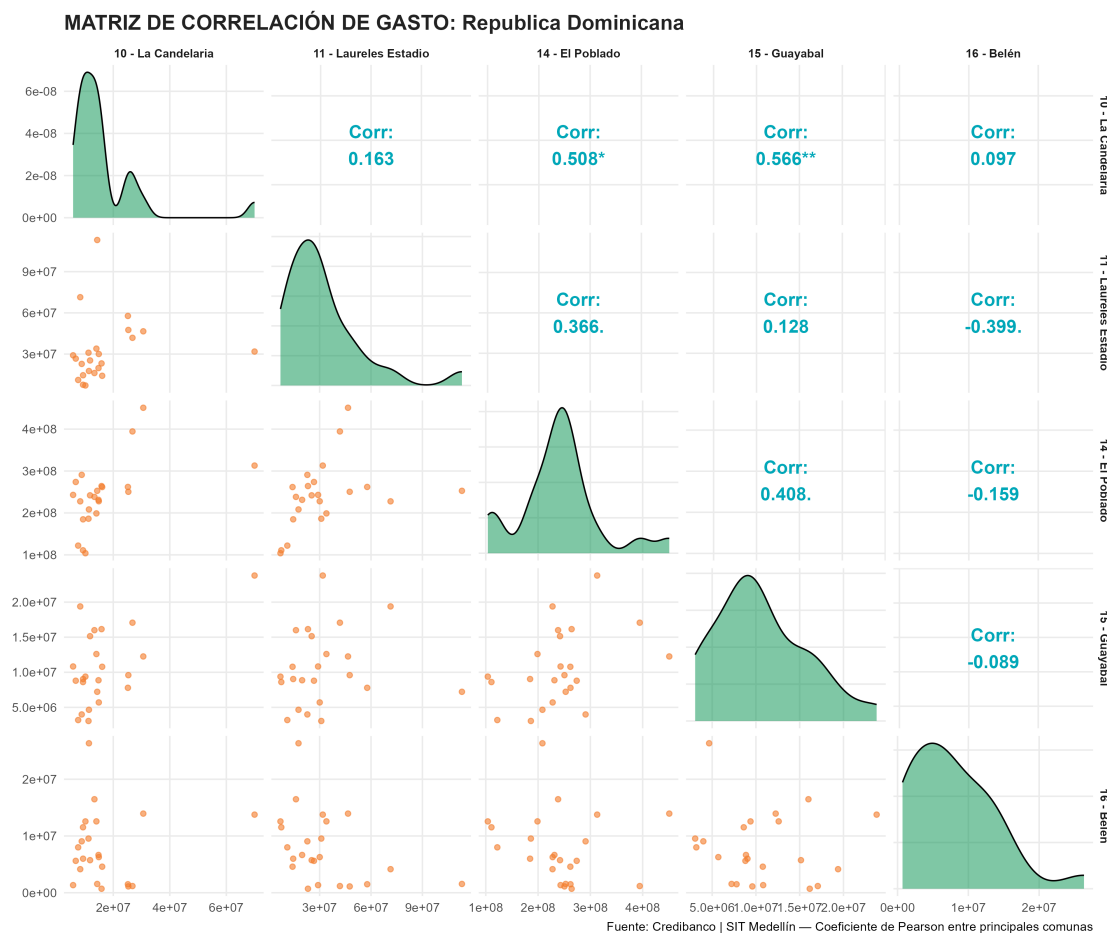 MATRIZ DE CORRELACIÓN DE GASTO: Republica Dominicana
10 - La Candelaria
11 - Laureles Estadio
14 - El Poblado
15 - Guayabal
16 - Belén
6e-08
4e-08
2e-08
0e+00
Corr:
0.163
Corr:
0.508*
Corr:
0.566**
Corr:
0.097
10 - La Candelaria
9e+07
6e+07
3e+07
Corr:
0.366.
Corr:
0.128
Corr:
-0.399.
11 - Laureles Estadio
4e+08
3e+08
2e+08
1e+08
Corr:
0.408.
Corr:
-0.159
14 - El Poblado
2.0e+07
1.5e+07
1.0e+07
5.0e+06
Corr:
-0.089
15 - Guayabal
2e+07
1e+07
0e+00
16 - Belén
2e+07 4e+07 6e+07
3e+07 6e+07 9e+07
1e+08 2e+08 3e+08 4e+08
5.0e+06 1.0e+07 1.5e+07 2.0e+07
0e+00 1e+07 2e+07
Fuente: Credibanco | SIT Medellín — Coeficiente de Pearson entre principales comunas